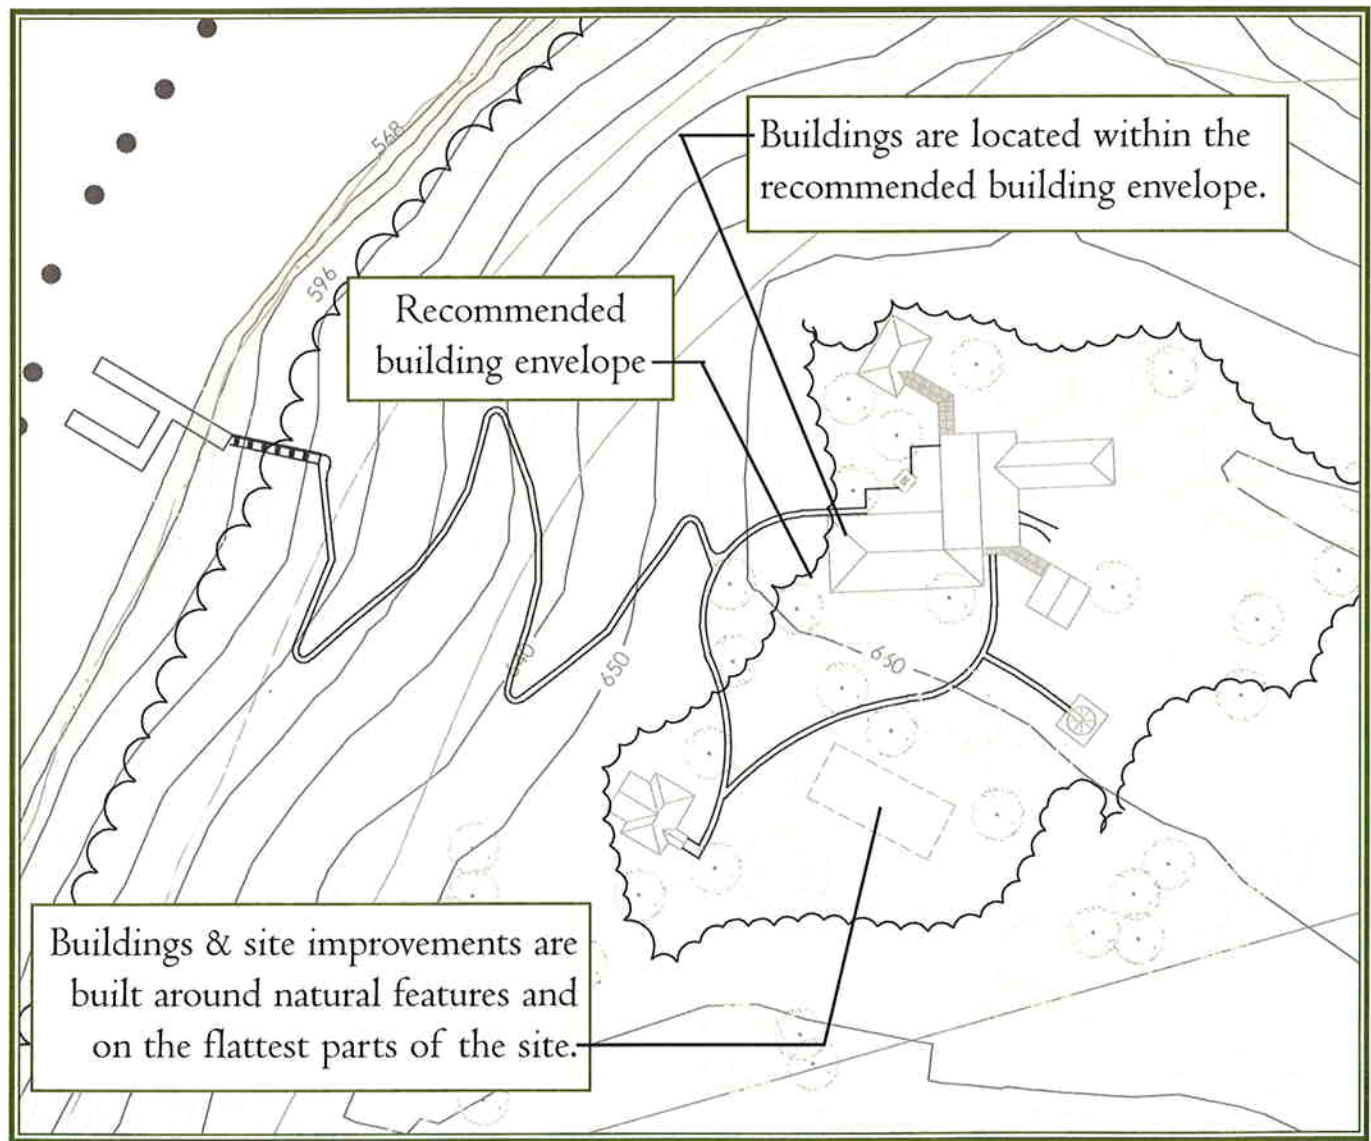 568
Buildings are located within the
recommended building envelope.
596
Recommended
building envelope
640
650
660
Buildings & site improvements are
built around natural features and
on the flattest parts of the site.